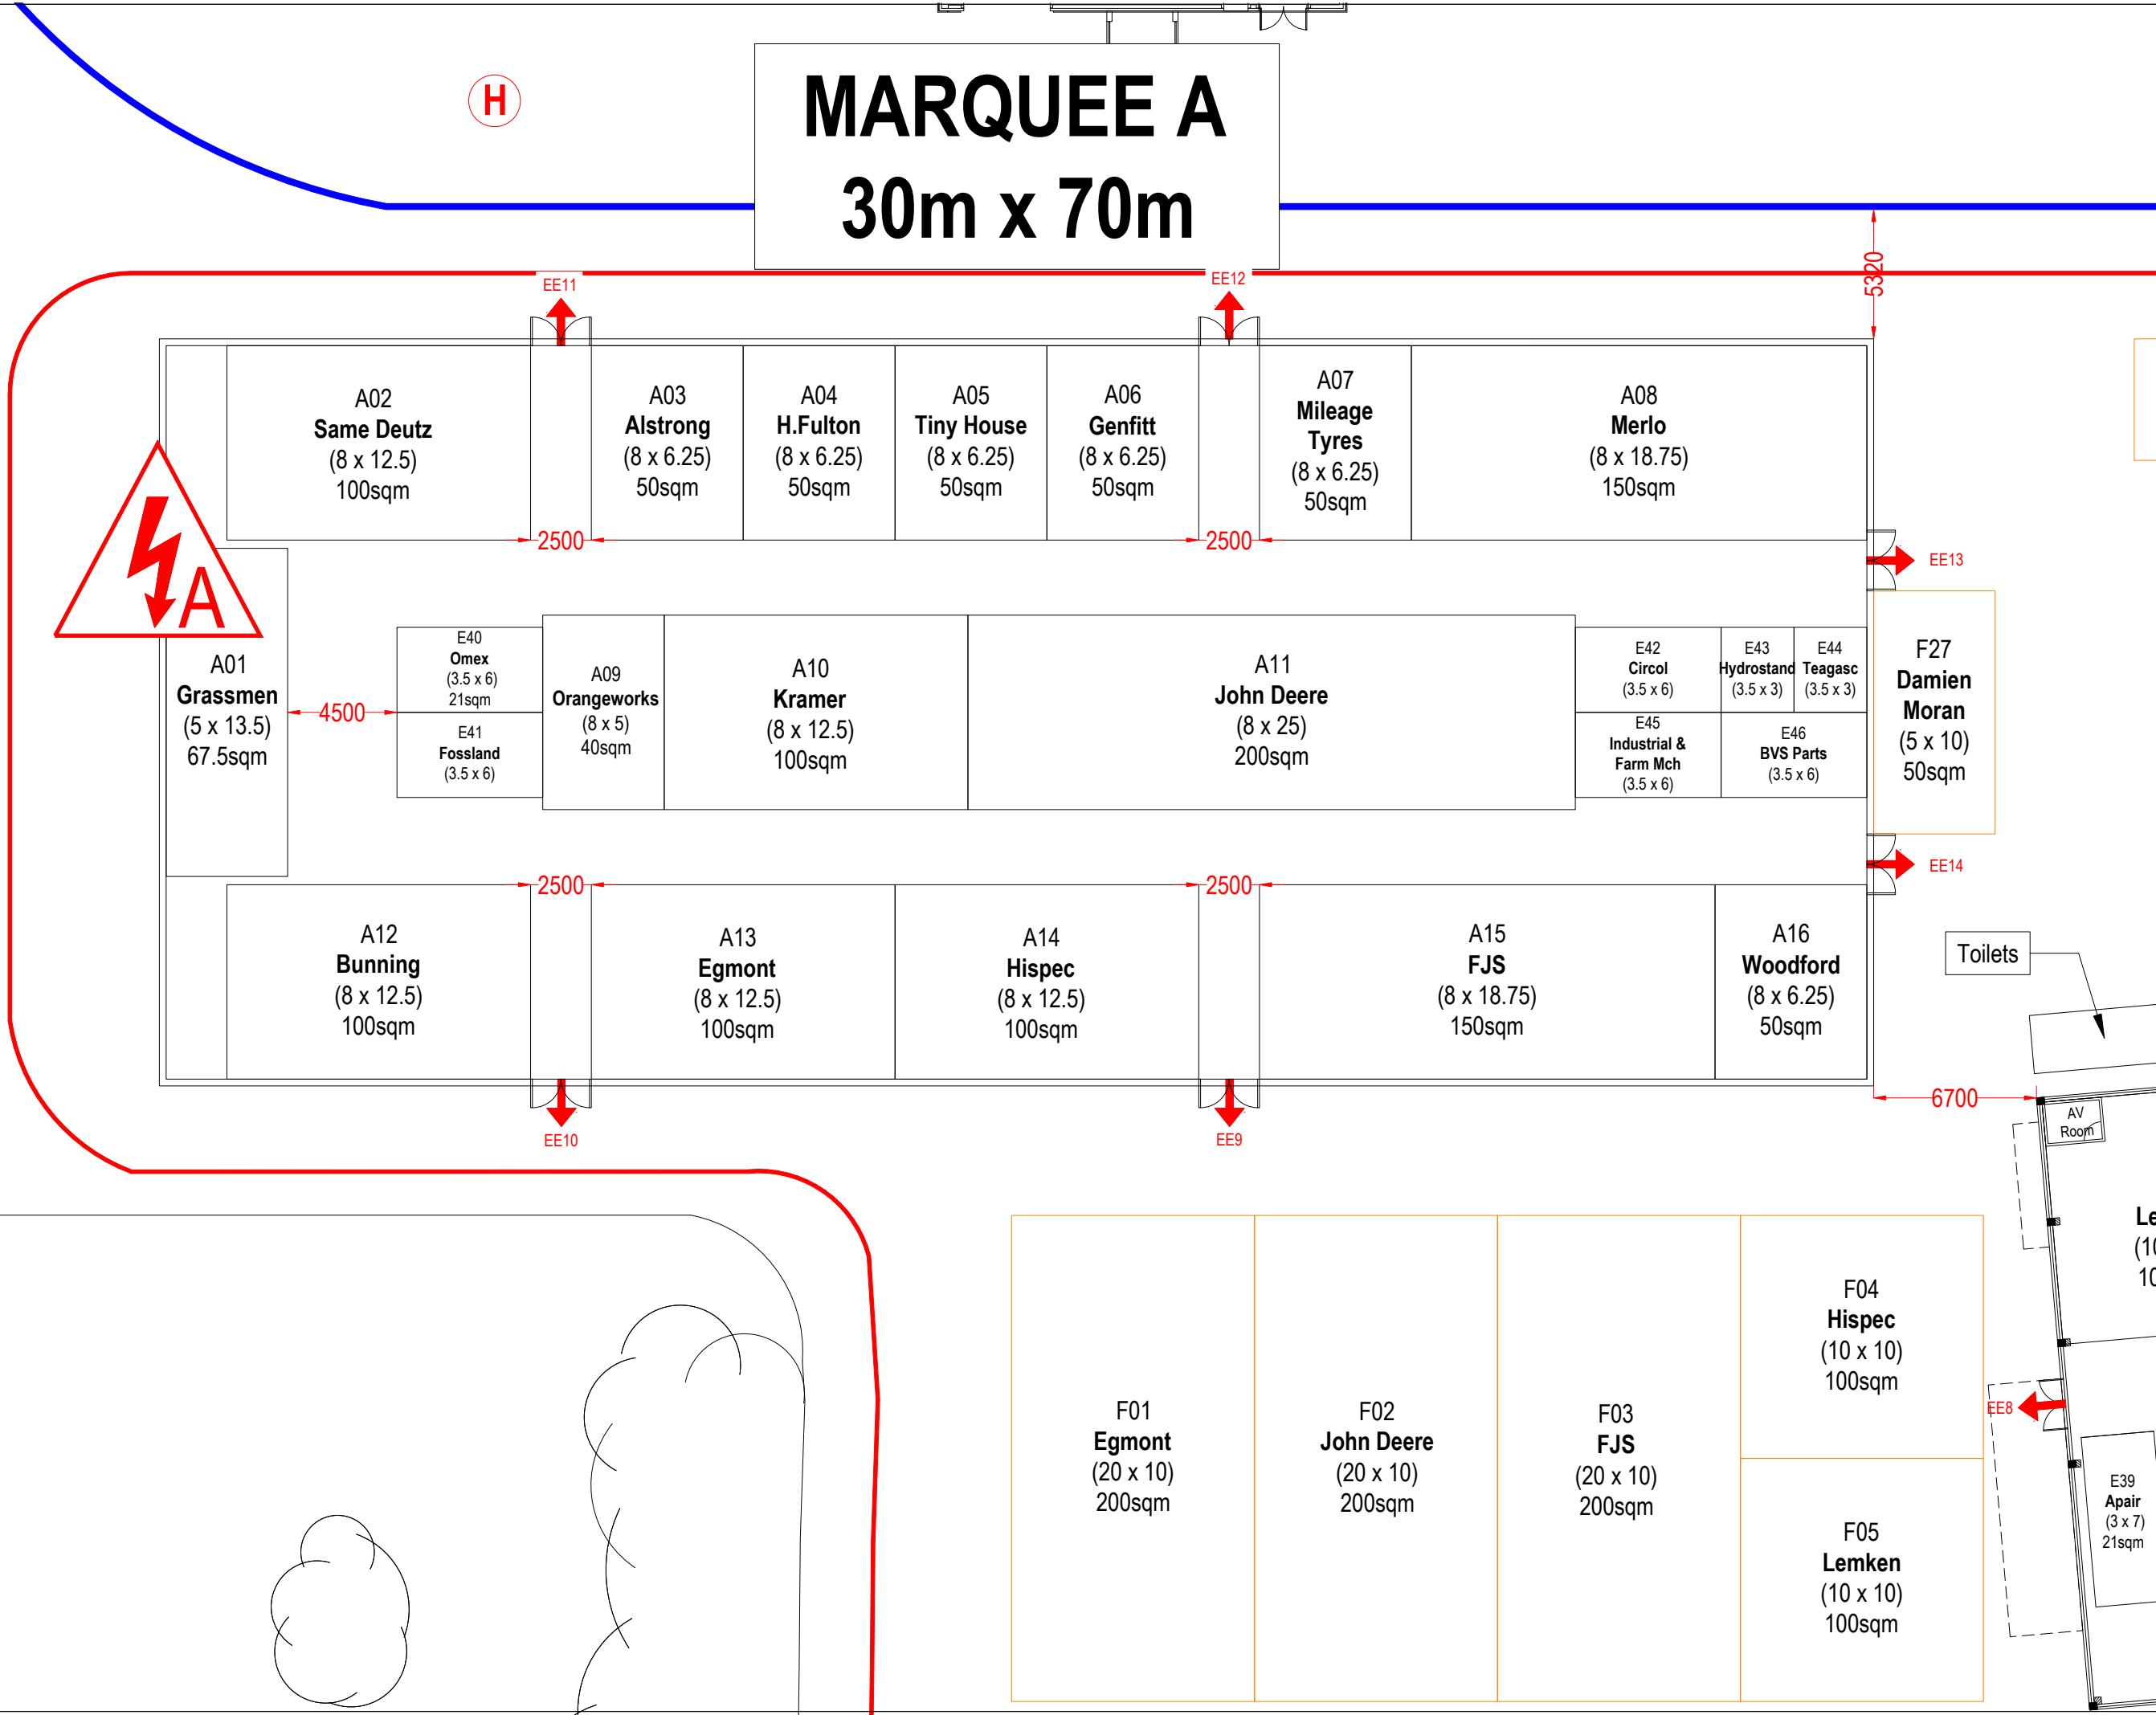 H
MARQUEE A
30m x 70m
5320
EE11
EE12
A02
Same Deutz
(8 x 12.5)
100sqm
A03
Alstrong
(8 x 6.25)
50sqm
A04
H.Fulton
(8 x 6.25)
50sqm
A05
Tiny House
(8 x 6.25)
50sqm
A06
Genfitt
(8 x 6.25)
50sqm
A07
Mileage
Tyres
(8 x 6.25)
50sqm
A08
Merlo
(8 x 18.75)
150sqm
2500
2500
EE13
A
A01
Grassmen
(5 x 13.5)
67.5sqm
4500
E40
Omex
(3.5 x 6)
21sqm
E41
Fossland
(3.5 x 6)
A09
Orangeworks
(8 x 5)
40sqm
A10
Kramer
(8 x 12.5)
100sqm
A11
John Deere
(8 x 25)
200sqm
E42
Circol
(3.5 x 6)
E43
Hydrostand
(3.5 x 3)
E44
Teagasc
(3.5 x 3)
E45
Industrial &
Farm Mch
(3.5 x 6)
E46
BVS Parts
(3.5 x 6)
F27
Damien
Moran
(5 x 10)
50sqm
EE14
2500
2500
A12
Bunning
(8 x 12.5)
100sqm
A13
Egmont
(8 x 12.5)
100sqm
A14
Hispec
(8 x 12.5)
100sqm
A15
FJS
(8 x 18.75)
150sqm
A16
Woodford
(8 x 6.25)
50sqm
Toilets
6700
EE10
EE9
AV
Room
Le
(10
10
F01
Egmont
(20 x 10)
200sqm
F02
John Deere
(20 x 10)
200sqm
F03
FJS
(20 x 10)
200sqm
F04
Hispec
(10 x 10)
100sqm
F05
Lemken
(10 x 10)
100sqm
EE8
E39
Apair
(3 x 7)
21sqm